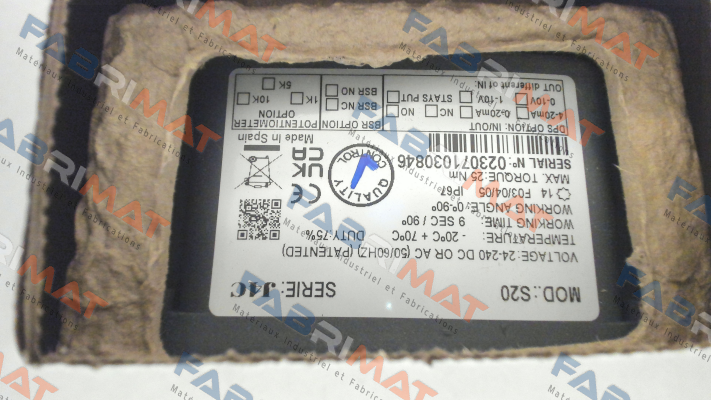 MOD.: S20 SERIE: J4C
VOLTAGE: 24-240 DC OR AC (50/60HZ) (PATENTED)
TEMPERATURE: - 20ºC + 70ºC DUTY:75%
WORKING TIME: 9 SEC / 90º
WORKING ANGLE: 0º-90º
14 F03/04/05 IP67
MAX. TORQUE: 25 Nm
SERIAL Nº: 023071030846
QUALITY CONTROL
CE
UK CA
Made in Spain
DPS OPTION: IN/OUT
4-20mA 0-20mA NO NC
0-10V 1-10V STAYS PUT
OUT different of IN:
BSR OPTION
BSR NC
BSR NO
POTENTIOMETER OPTION
1K 10K
5K
FABRIMAT
Materiaux Industriel et Fabrications